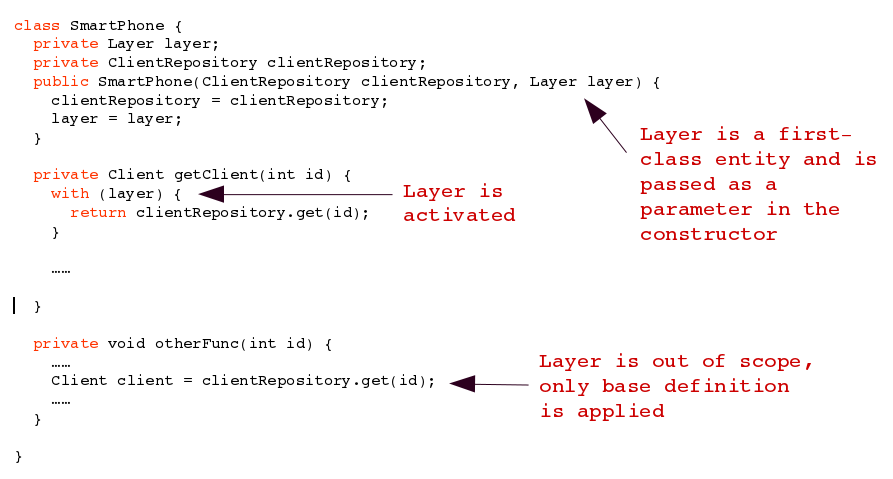 class SmartPhone {
private Layer layer;
private ClientRepository clientRepository;
public SmartPhone(ClientRepository clientRepository, Layer layer) {
clientRepository = clientRepository;
layer = layer;
}
Layer is a first-
class entity and is
passed as a
parameter in the
constructor
private Client getClient(int id) {
with (layer) {
return clientRepository.get(id);
}
Layer is
activated
……
}
private void otherFunc(int id) {
……
Client client = clientRepository.get(id);
……
}
Layer is out of scope,
only base definition
is applied
}